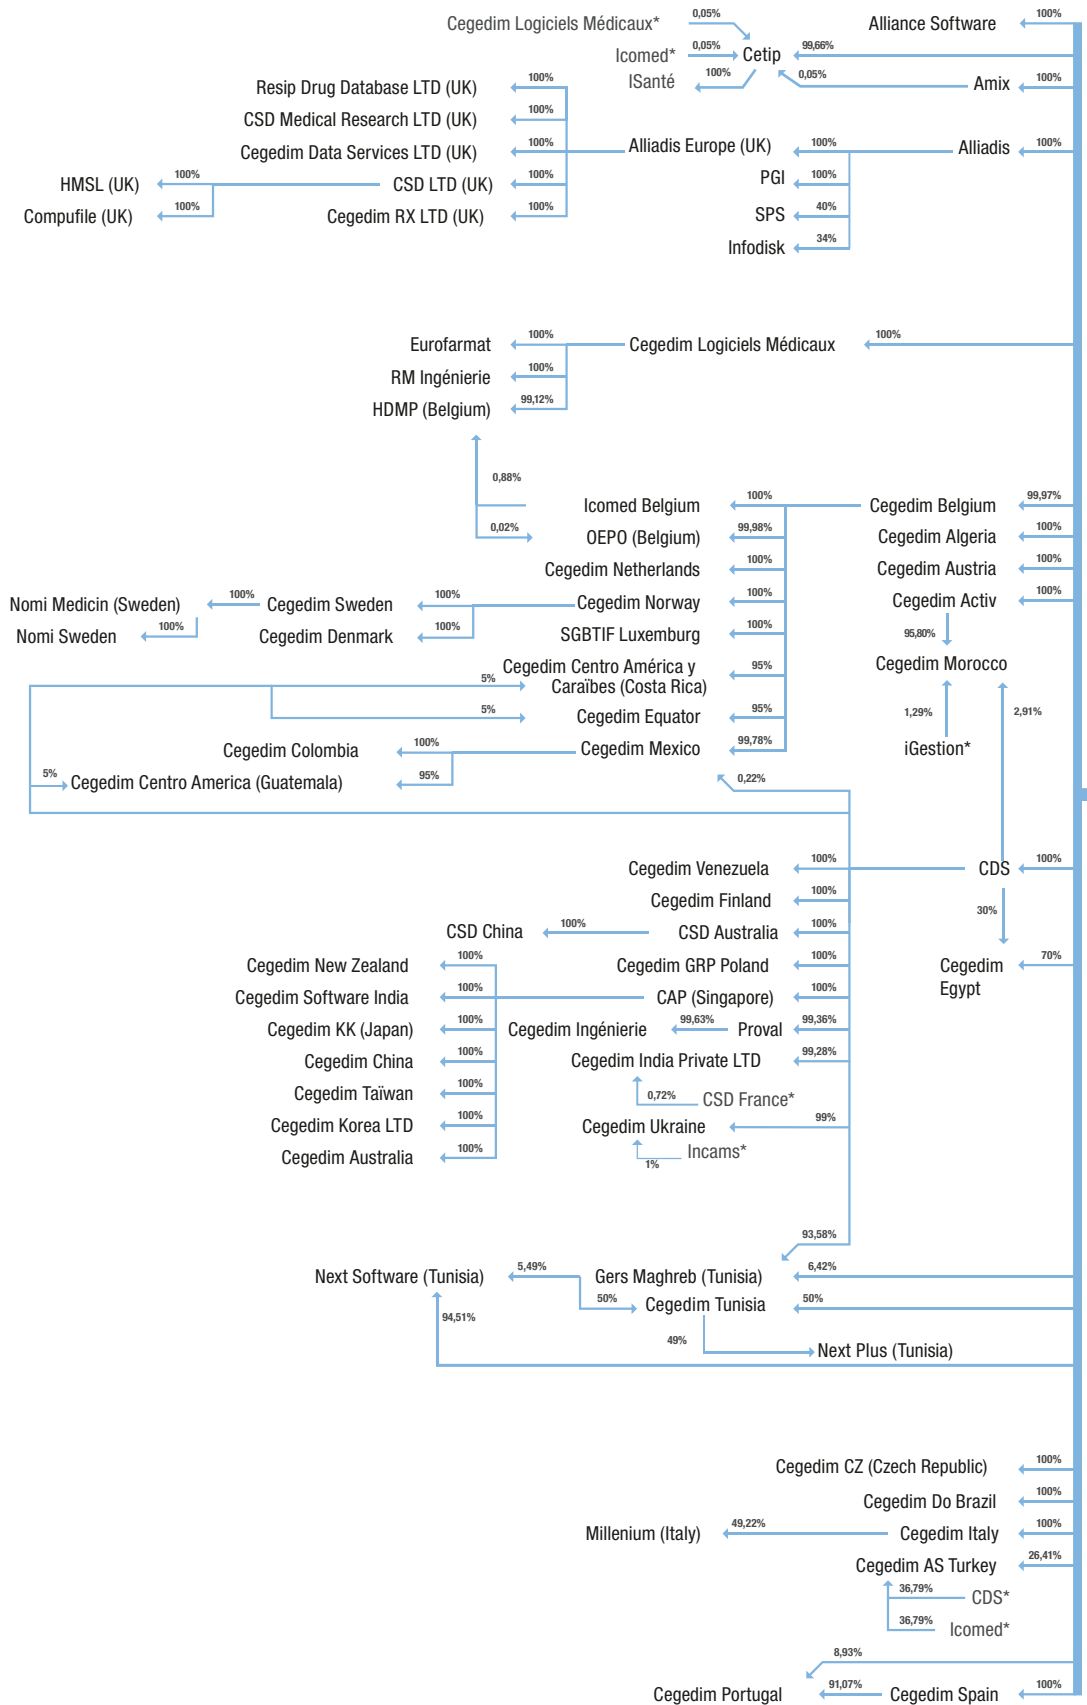 Cegedim Logiciels Médicaux* 0,05% Alliance Software 100%
Icomed* 0,05% Cetip 99,66%
ISanté 100% 0,05% Amix 100%
Resip Drug Database LTD (UK) 100%
CSD Medical Research LTD (UK) 100%
Cegedim Data Services LTD (UK) 100% Alliadis Europe (UK) 100% Alliadis 100%
HMSL (UK) 100% CSD LTD (UK) 100% PGI 100%
Compufile (UK) 100% Cegedim RX LTD (UK) 100% SPS 40%
Infodisk 34%
Eurofarmat 100% Cegedim Logiciels Médicaux 100%
RM Ingénierie 100%
HDMP (Belgium) 99,12%
0,88%
Icomed Belgium 100% Cegedim Belgium 99,97%
0,02% OEPO (Belgium) 99,98% Cegedim Algeria 100%
Cegedim Netherlands 100% Cegedim Austria 100%
Nomi Medicin (Sweden) 100% Cegedim Sweden 100% Cegedim Norway 100% Cegedim Activ 100%
Nomi Sweden 100% Cegedim Denmark 100% SGBTIF Luxemburg 100% 95,80%
Cegedim Morocco
5% Cegedim Centro América y
Caraïbes (Costa Rica) 95%
5% Cegedim Equator 95% 1,29% 2,91%
Cegedim Colombia 100% Cegedim Mexico 99,78% iGestion*
5% Cegedim Centro America (Guatemala) 95% 0,22%
Cegedim Venezuela 100% CDS 100%
Cegedim Finland 100% 30%
CSD China 100% CSD Australia 100%
Cegedim New Zealand 100% Cegedim GRP Poland 100% Cegedim 70%
Egypt
Cegedim Software India 100% CAP (Singapore) 100%
Cegedim KK (Japan) 100% Cegedim Ingénierie 99,63% Proval 99,36%
Cegedim China 100% Cegedim India Private LTD 99,28%
Cegedim Taïwan 100% 0,72% CSD France*
Cegedim Korea LTD 100% Cegedim Ukraine 99%
Cegedim Australia 100% 1% Incams*
93,58%
Next Software (Tunisia) 5,49% Gers Maghreb (Tunisia) 6,42%
94,51% 50% Cegedim Tunisia 50%
49% Next Plus (Tunisia)
Cegedim CZ (Czech Republic) 100%
Cegedim Do Brazil 100%
Millenium (Italy) 49,22% Cegedim Italy 100%
Cegedim AS Turkey 26,41%
36,79% CDS*
36,79% Icomed*
8,93%
Cegedim Portugal 91,07% Cegedim Spain 100%